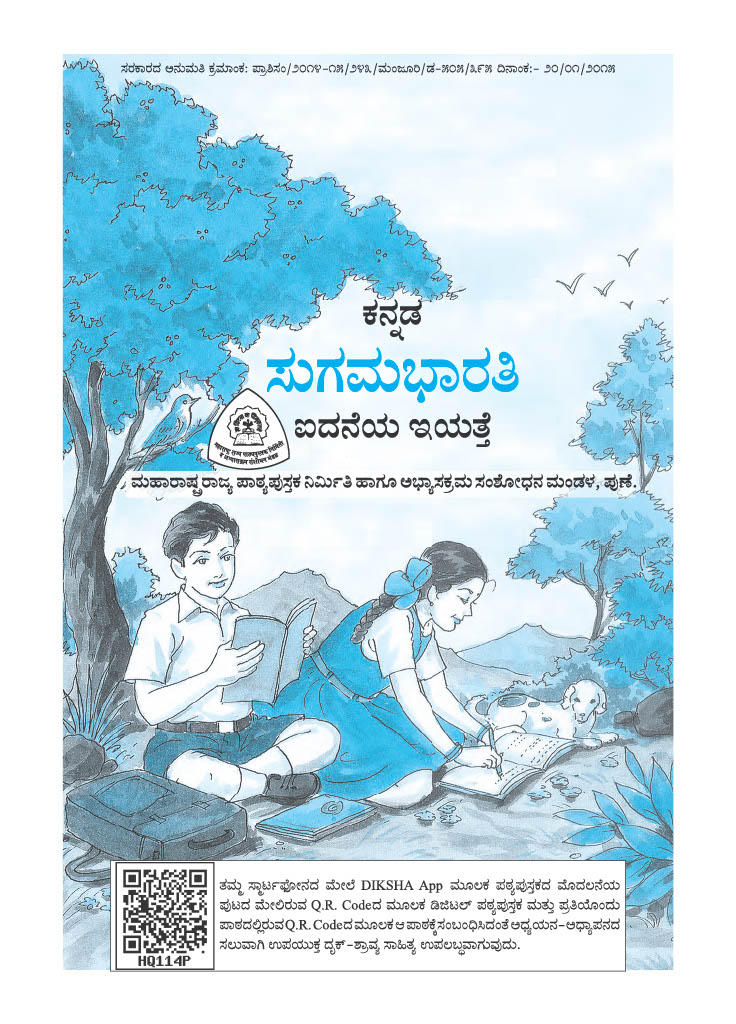 ಸರಕಾರದ ಅನುಮತಿ ಕ್ರಮಾಂಕ: ಪ್ರಾಶಿಸಂ/೨೦೧೪-೧೫/೨೪೩/ಮಂಜೂರಿ/ಡ-೫೦೫/೩೯೫ ದಿನಾಂಕ:- ೨೦/೦೧/೨೦೧೫
ಕನ್ನಡ
ಸುಗಮಭಾರತಿ
ಐದನೆಯ ಇಯತ್ತೆ
ಮಹಾರಾಷ್ಟ್ರರಾಜ್ಯ ಪಾಠ್ಯಪುಸ್ತಕ ನಿರ್ಮಿತಿ ಹಾಗೂ ಅಭ್ಯಾಸಕ್ರಮ ಸಂಶೋಧನ ಮಂಡಳ, ಪುಣೆ.
ತಮ್ಮ ಸ್ಮಾರ್ಟಫೋನದ ಮೇಲೆ DIKSHA App ಮೂಲಕ ಪಠ್ಯಪುಸ್ತಕದ ಮೊದಲನೆಯ
ಪುಟದ ಮೇಲಿರುವ Q.R. Codeದ ಮೂಲಕ ಡಿಜಿಟಲ್ ಪಠ್ಯಪುಸ್ತಕ ಮತ್ತು ಪ್ರತಿಯೊಂದು
ಪಾಠದಲ್ಲಿರುವ Q.R. Codeದ ಮೂಲಕ ಆ ಪಾಠಕ್ಕೆ ಸಂಬಂಧಿಸಿದಂತೆ ಅಧ್ಯಯನ-ಅಧ್ಯಾಪನದ
ಸಲುವಾಗಿ ಉಪಯುಕ್ತ ದೃಕ್-ಶ್ರಾವ್ಯ ಸಾಹಿತ್ಯ ಉಪಲಬ್ಧವಾಗುವುದು.
HQ114P